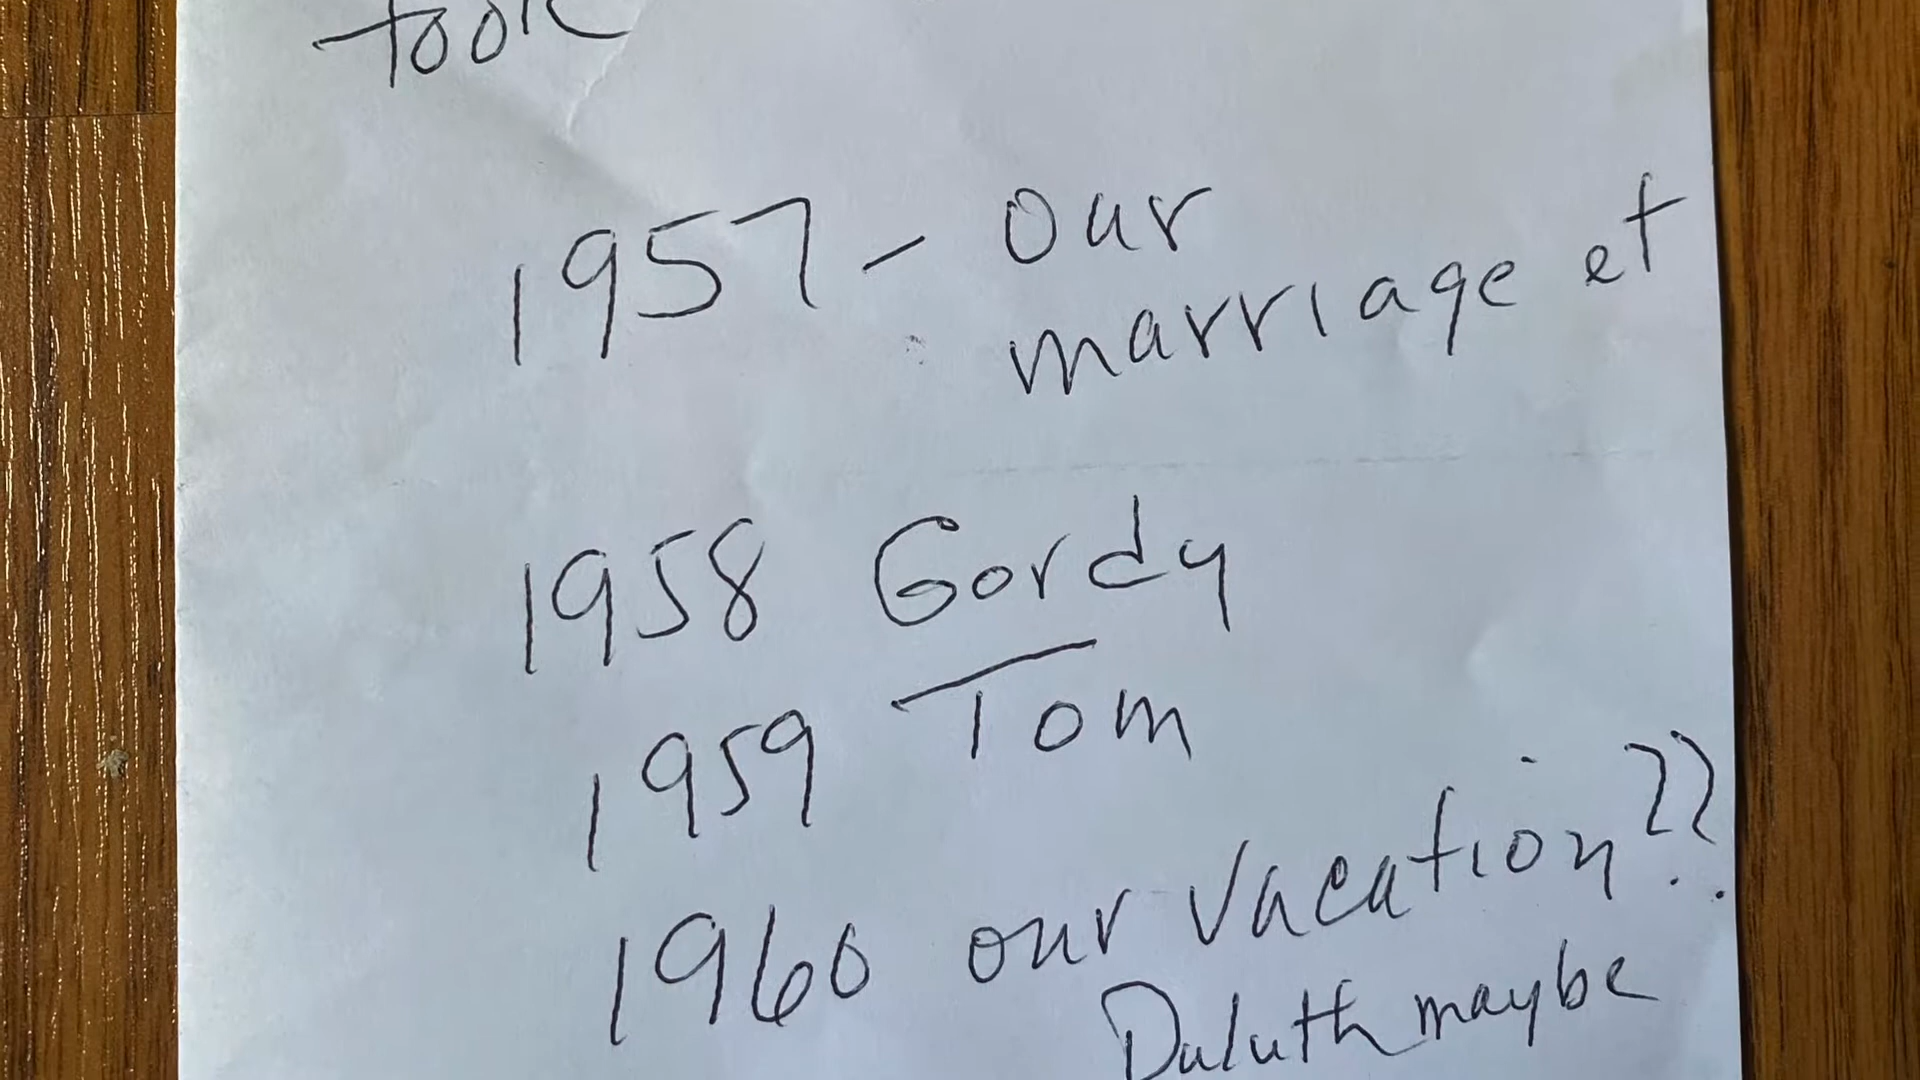 took
1957 - Our
marriage et
1958 Gordy
1959 Tom
1960 our vacation??
Duluth maybe